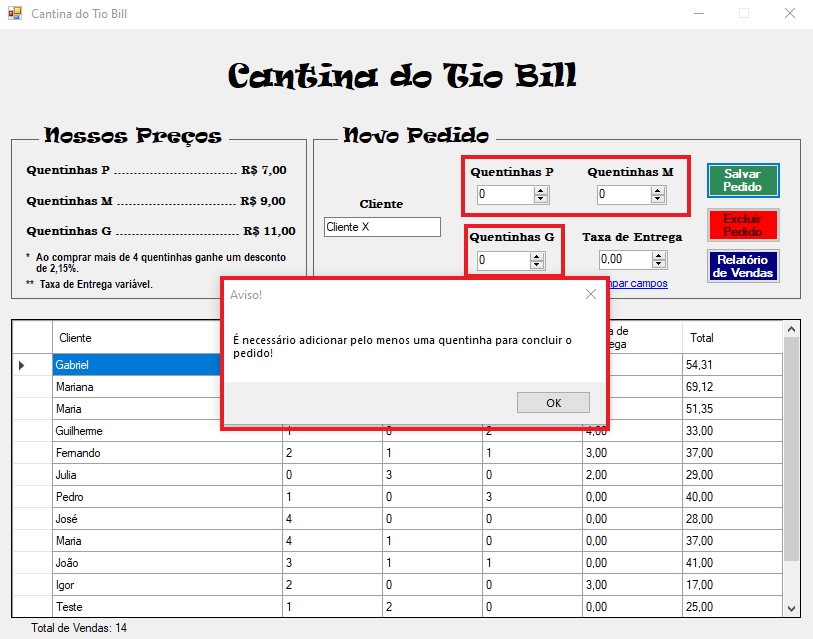 Cantina do Tio Bill
Cantina do Tio Bill
Nossos Preços
Quentinhas P ........................................ R$ 7,00
Quentinhas M ........................................ R$ 9,00
Quentinhas G ........................................ R$ 11,00
* Ao comprar mais de 4 quentinhas ganhe um desconto
de 2,15%.
** Taxa de Entrega variável.
Novo Pedido
Cliente
Cliente X
Quentinhas P
0
Quentinhas M
0
Quentinhas G
0
Taxa de Entrega
0,00
campos
Salvar
Pedido
Excluir
Pedido
Relatório
de Vendas
Aviso!
É necessário adicionar pelo menos uma quentinha para concluir o
pedido!
OK
Cliente de Total
Gabriel 54,31
Mariana 69,12
Maria 51,35
Guilherme 1 0 2 4,00 33,00
Fernando 2 1 1 3,00 37,00
Julia 0 3 0 2,00 29,00
Pedro 1 0 3 0,00 40,00
José 4 0 0 0,00 28,00
Maria 4 1 0 0,00 37,00
João 3 1 1 0,00 41,00
Igor 2 0 0 3,00 17,00
Teste 1 2 0 0,00 25,00
Total de Vendas: 14